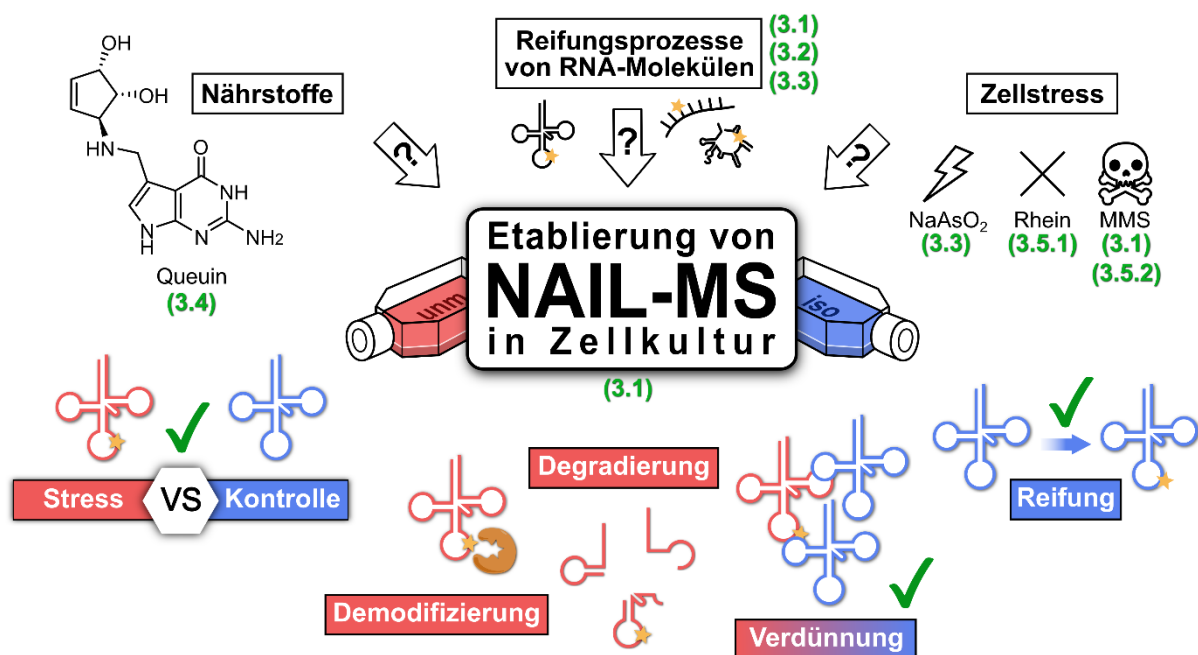 OH
OH
HN
O
NH
N
H
N
NH2
Queuin
(3.4)
Nährstoffe
?
Reifungsprozesse
von RNA-Molekülen
(3.1)
(3.2)
(3.3)
?
Zellstress
?
NaAsO2
(3.3)
Rhein
(3.5.1)
MMS
(3.1)
(3.5.2)
unm
Etablierung von
NAIL-MS
in Zellkultur
iso
(3.1)
Stress VS Kontrolle
Degradierung
Demodifizierung
Verdünnung
Reifung